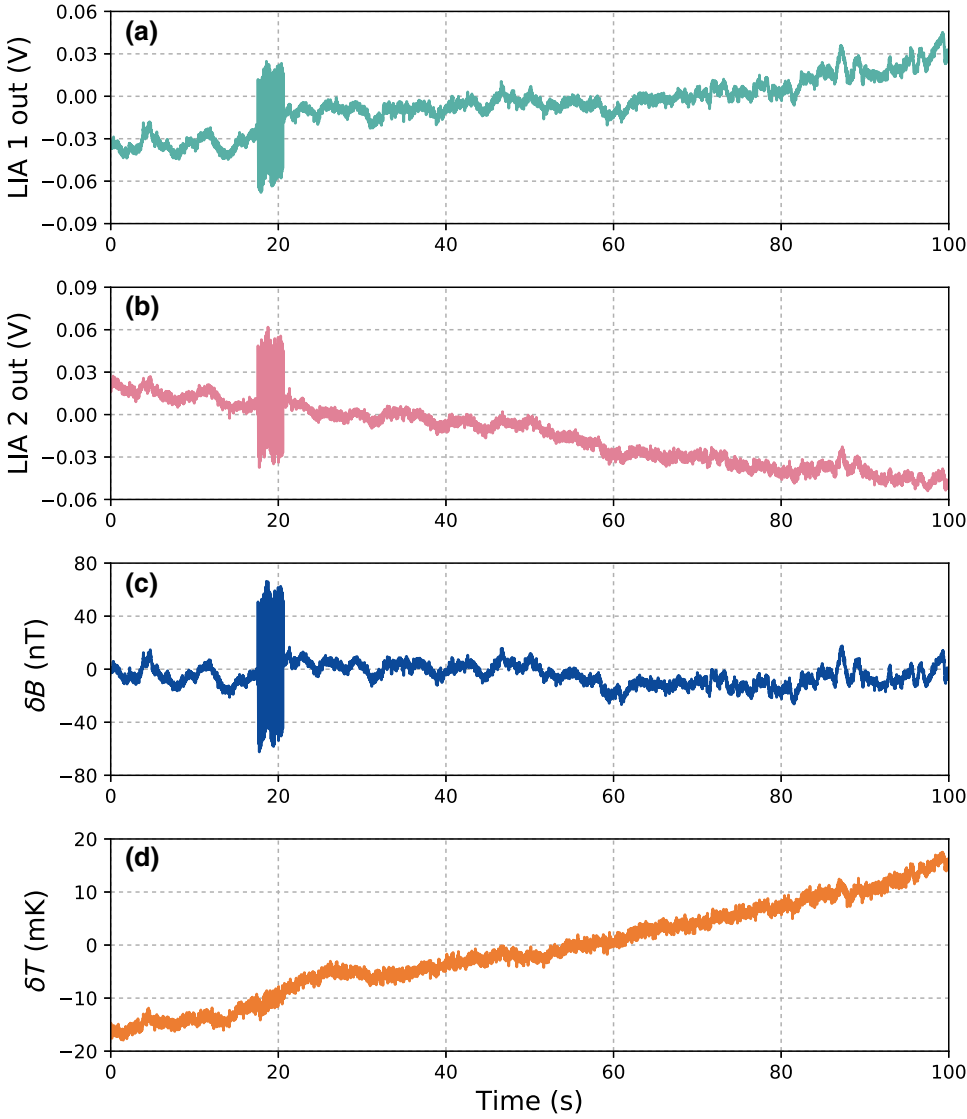 (a)
LIA 1 out (V)
0.06
0.03
0.00
−0.03
−0.06
−0.09
0 20 40 60 80 100
(b)
LIA 2 out (V)
0.09
0.06
0.03
0.00
−0.03
−0.06
0 20 40 60 80 100
(c)
δB (nT)
80
40
0
−40
−80
0 20 40 60 80 100
(d)
δT (mK)
20
10
0
−10
−20
0 20 40 60 80 100
Time (s)